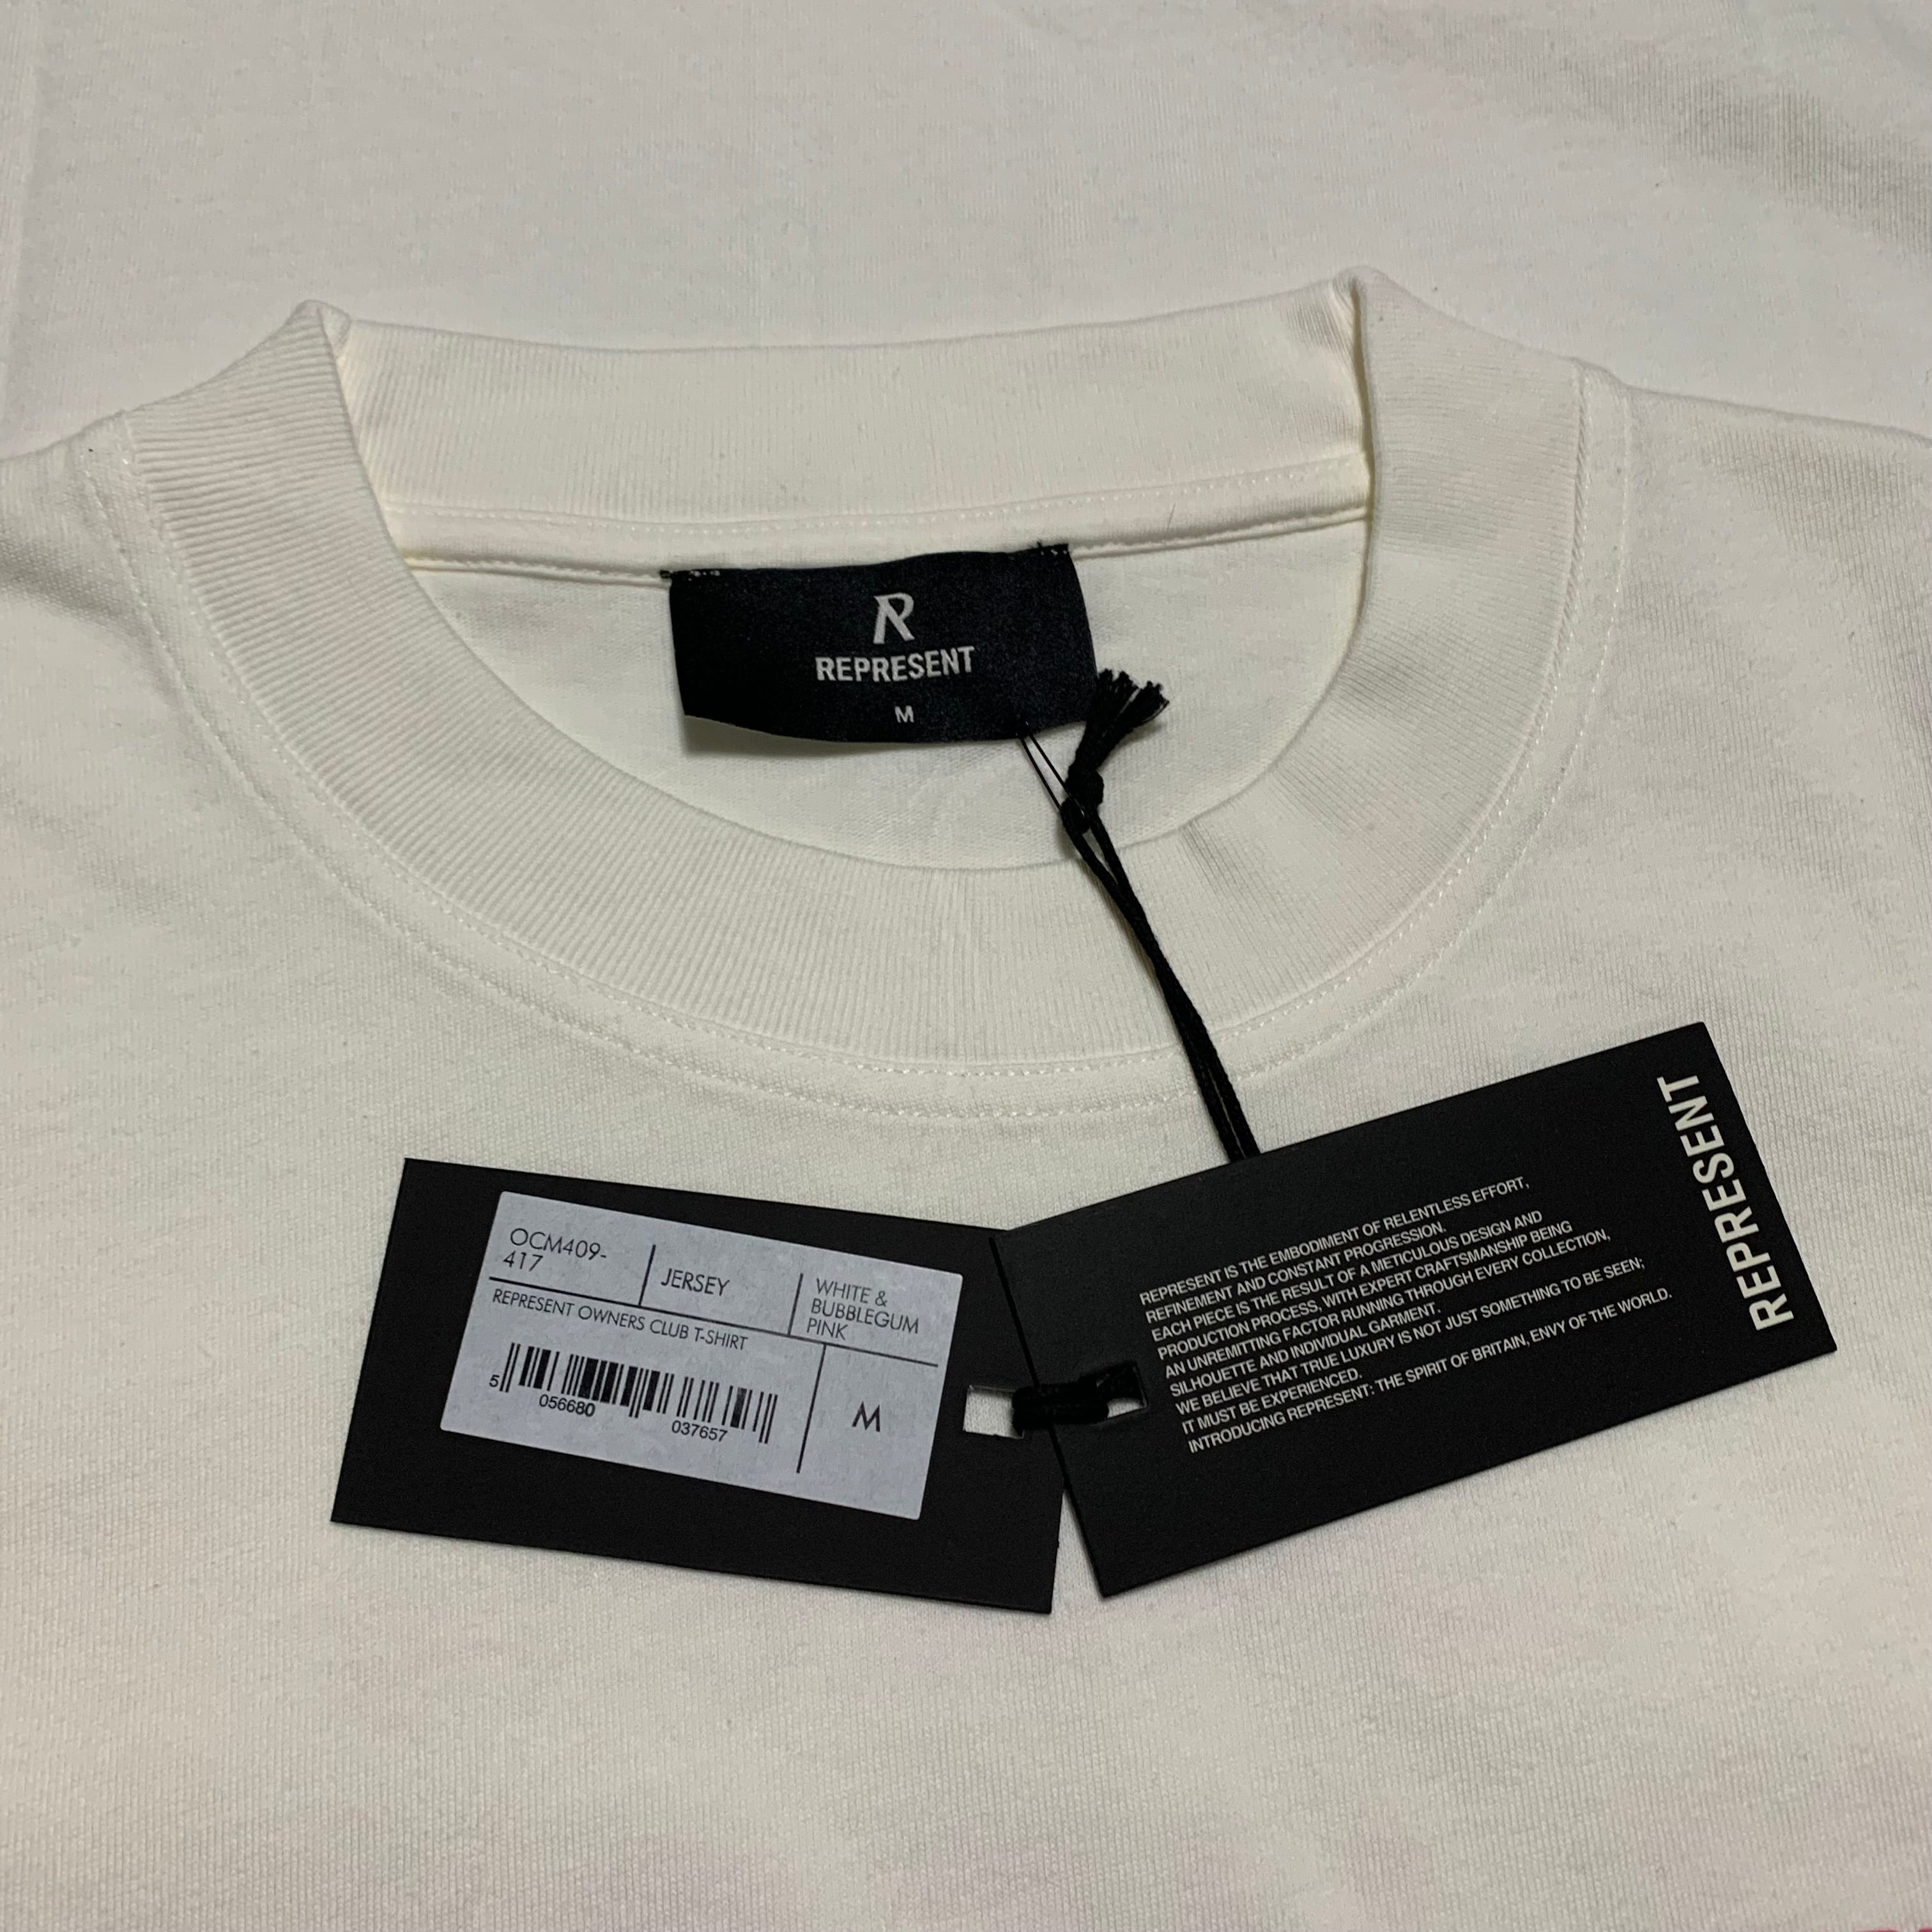 R
REPRESENT
M
OCM409-
417
JERSEY
WHITE &
BUBBLEGUM
PINK
REPRESENT OWNERS CLUB T-SHIRT
5 056680 037657
M
REPRESENT IS THE EMBODIMENT OF RELENTLESS EFFORT,
REFINEMENT AND CONSTANT PROGRESSION.
EACH PIECE IS THE RESULT OF A METICULOUS DESIGN AND
PRODUCTION PROCESS, WITH EXPERT CRAFTSMANSHIP BEING
AN UNREMITTING FACTOR RUNNING THROUGH EVERY COLLECTION,
SILHOUETTE AND INDIVIDUAL GARMENT.
WE BELIEVE THAT TRUE LUXURY IS NOT JUST SOMETHING TO BE SEEN;
IT MUST BE EXPERIENCED.
INTRODUCING REPRESENT: THE SPIRIT OF BRITAIN, ENVY OF THE WORLD.
REPRESENT